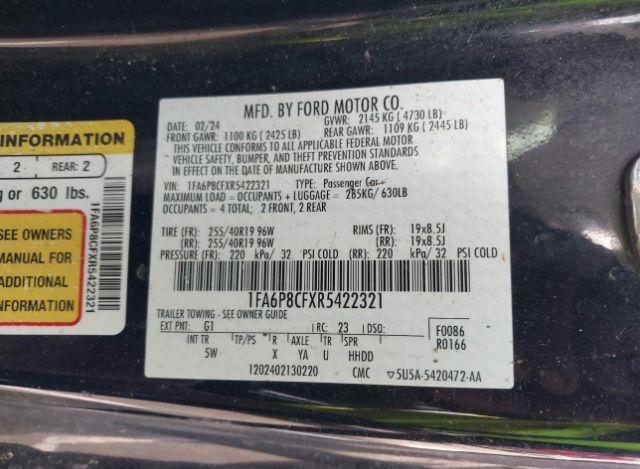 INFORMATION
2 REAR: 2
g or 630 lbs.
SEE OWNERS
MANUAL FOR
ADDITIONAL
INFORMATION
1FA6P8CFXR5422321
MFD. BY FORD MOTOR CO.
DATE: 02/24 GVWR: 2145 KG ( 4730 LB)
FRONT GAWR: 1100 KG ( 2425 LB) REAR GAWR: 1109 KG ( 2445 LB)
THIS VEHICLE CONFORMS TO ALL APPLICABLE FEDERAL MOTOR
VEHICLE SAFETY, BUMPER, AND THEFT PREVENTION STANDARDS
IN EFFECT ON THE DATE OF MANUFACTURE SHOWN ABOVE.
VIN: 1FA6P8CFXR5422321 TYPE: Passenger Car
MAXIMUM LOAD = OCCUPANTS + LUGGAGE = 285KG/ 630LB
OCCUPANTS = 4 TOTAL; 2 FRONT, 2 REAR
TIRE (FR): 255/40R19 96W RIMS (FR): 19x8.5J
(RR): 255/40R19 96W (RR): 19x8.5J
PRESSURE (FR): 220 kPa/ 32 PSI COLD (RR): 220 kPa/ 32 PSI COLD
1FA6P8CFXR5422321
TRAILER TOWING - SEE OWNER GUIDE
EXT PNT: G1 RC: 23 DSO: F0086
R0166
INT TR TP/PS R AXLE TR SPR
5W X YA U HHDD
1202402130220 CMC 5U5A-5420472-AA